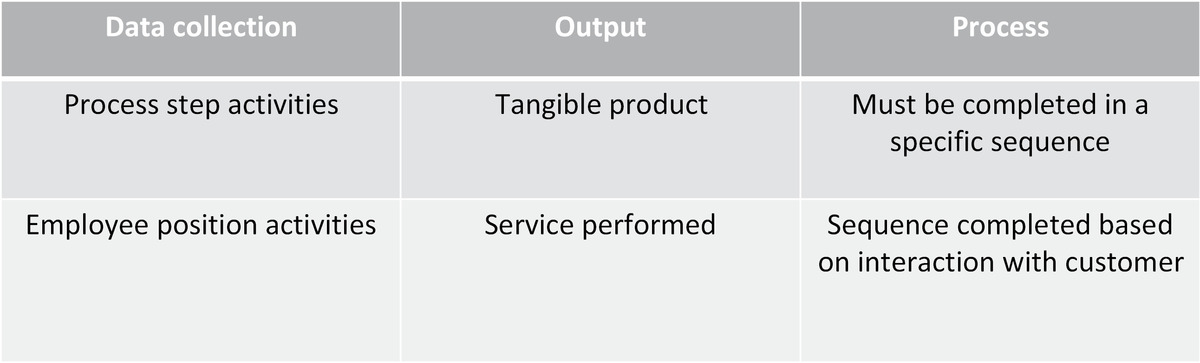 Data collection
Output
Process
Process step activities
Tangible product
Must be completed in a
specific sequence
Employee position activities
Service performed
Sequence completed based
on interaction with customer